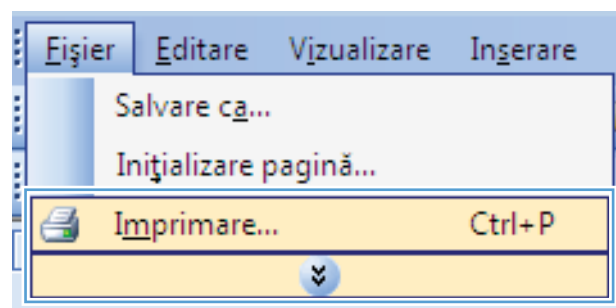 Fişier Editare Vizualizare Inserare
Salvare ca...
Iniţializare pagină...
Imprimare... Ctrl+P